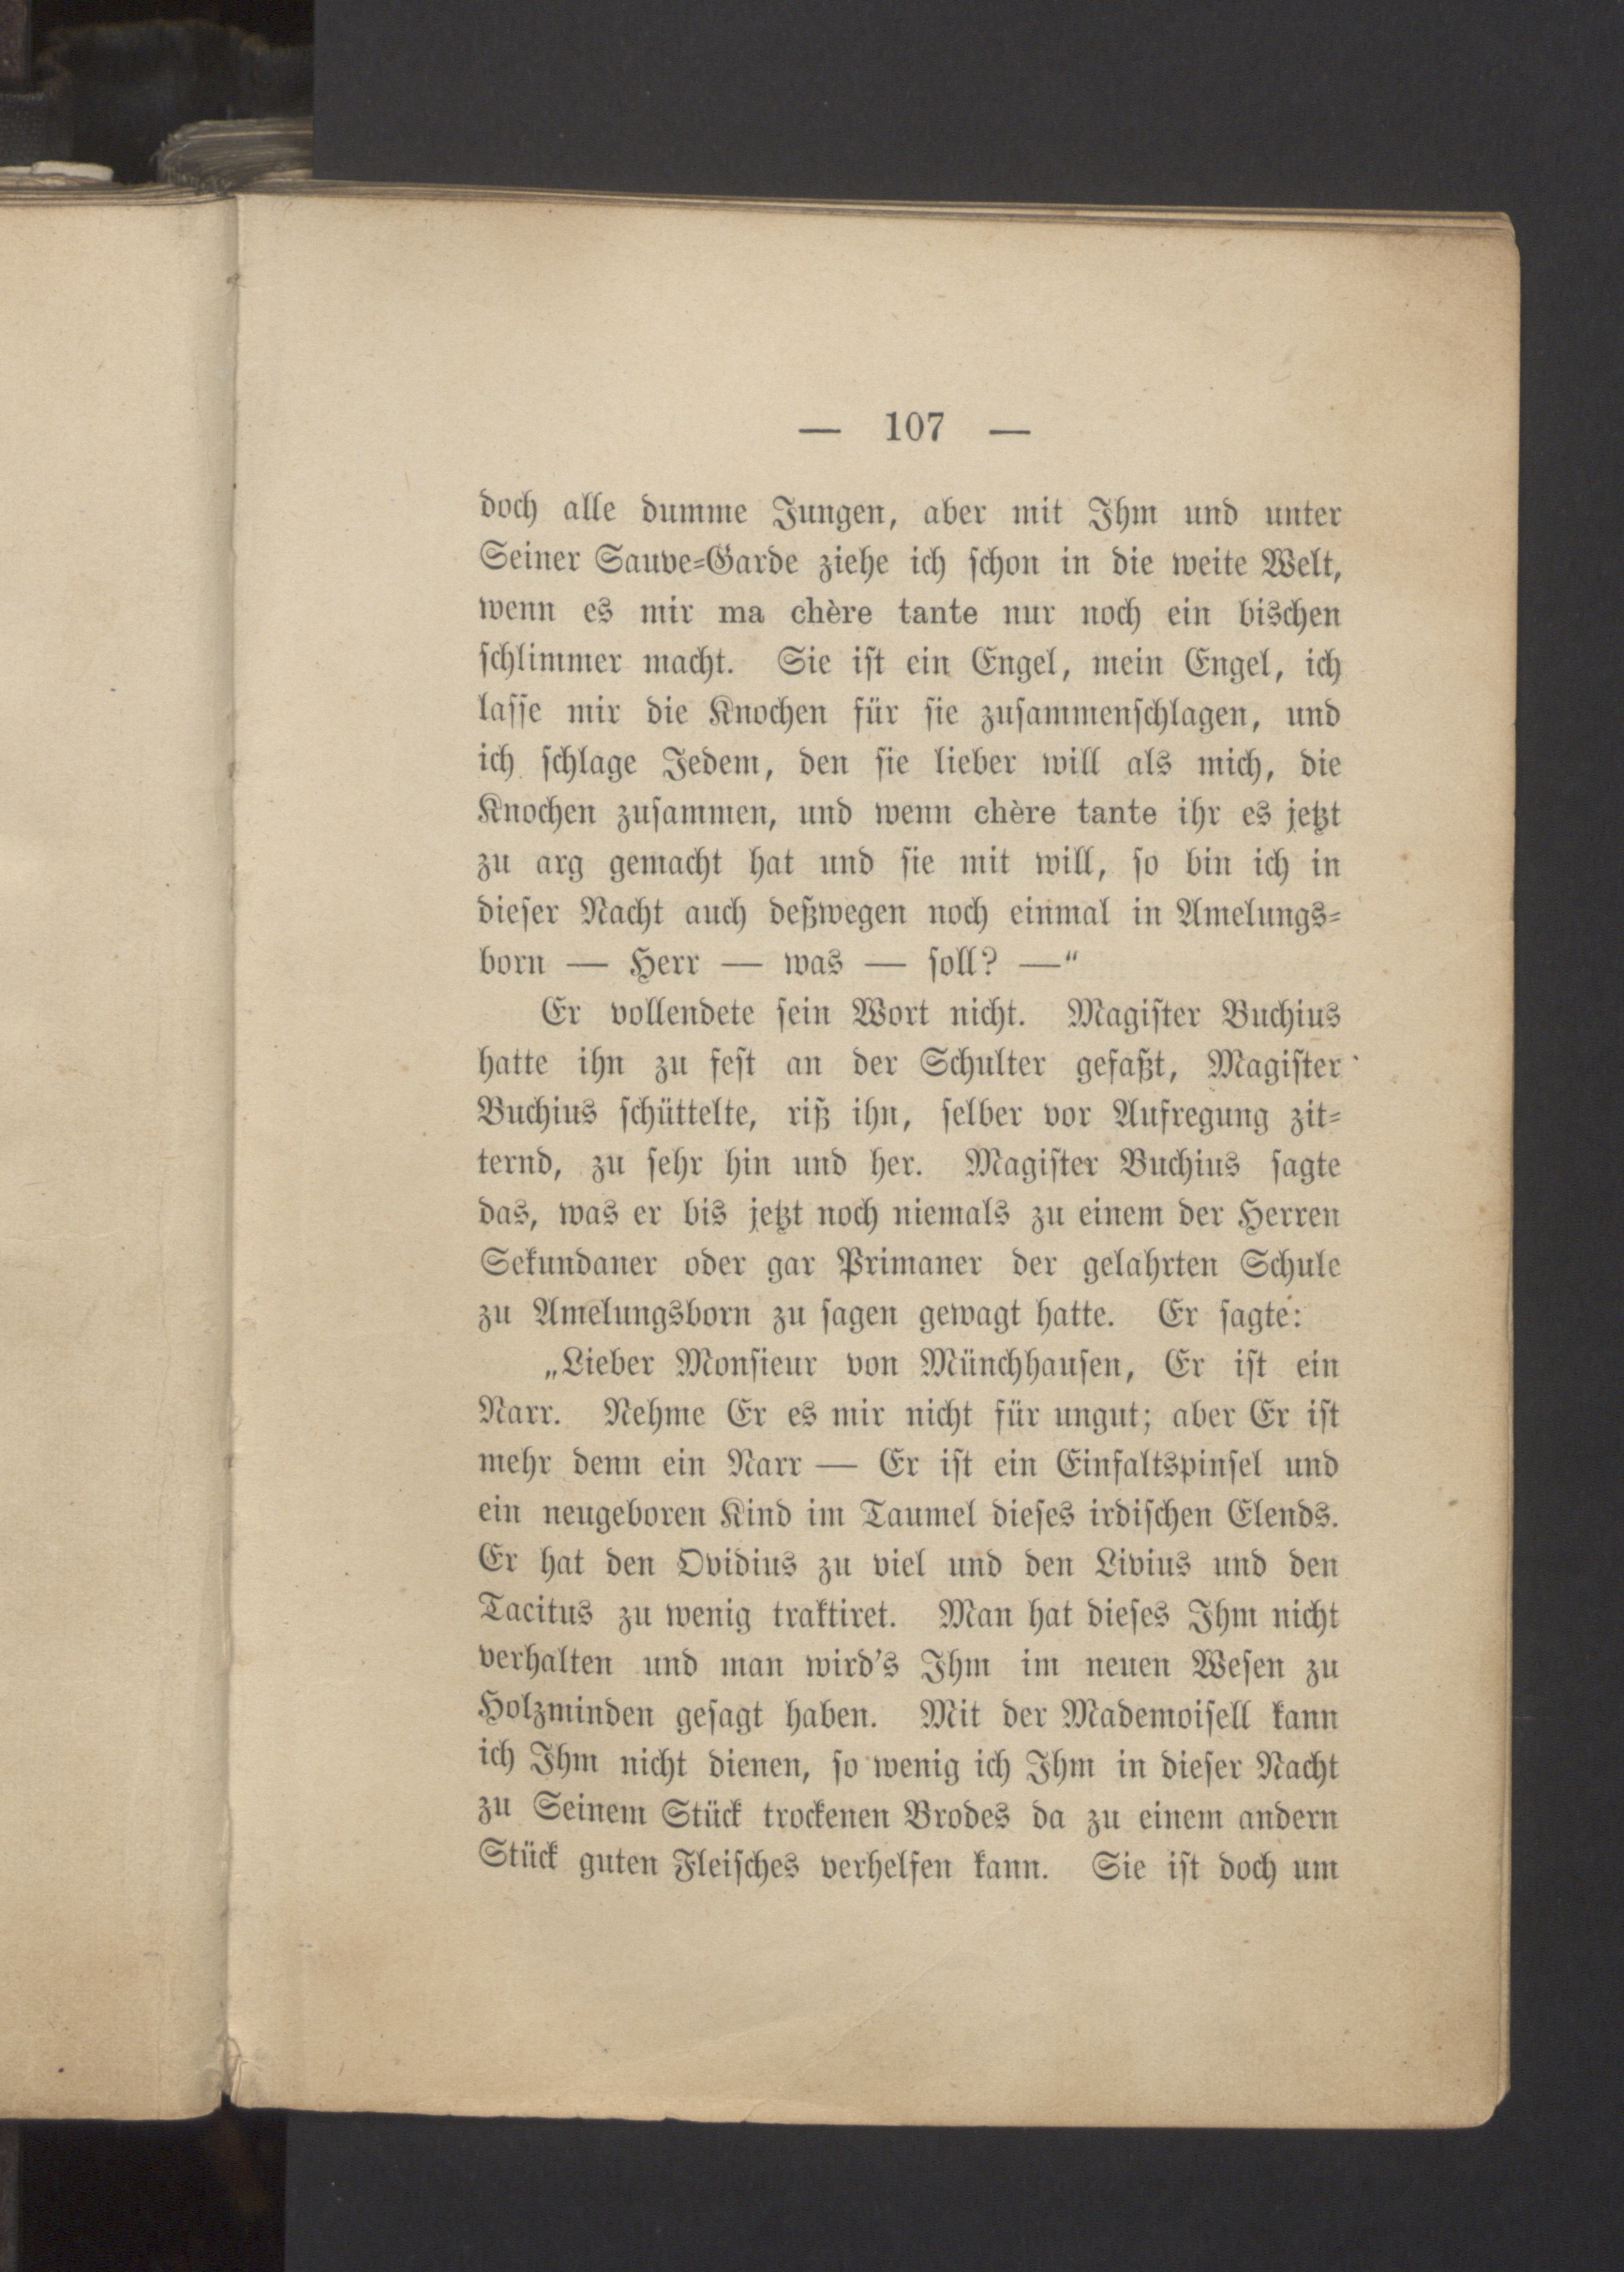 — 107 —
doch alle dumme Jungen, aber mit Ihm und unter
Seiner Sauve-Garde ziehe ich schon in die weite Welt,
wenn es mir ma chère tante nur noch ein bischen
schlimmer macht. Sie ist ein Engel, mein Engel, ich
lasse mir die Knochen für sie zusammenschlagen, und
ich schlage Jedem, den sie lieber will als mich, die
Knochen zusammen, und wenn chère tante ihr es jetzt
zu arg gemacht hat und sie mit will, so bin ich in
dieser Nacht auch deßwegen noch einmal in Amelungs-
born — Herr — was — soll? —“
Er vollendete sein Wort nicht. Magister Buchius
hatte ihn zu fest an der Schulter gefaßt, Magister
Buchius schüttelte, riß ihn, selber vor Aufregung zit-
ternd, zu sehr hin und her. Magister Buchius sagte
das, was er bis jetzt noch niemals zu einem der Herren
Sekundaner oder gar Primaner der gelahrten Schule
zu Amelungsborn zu sagen gewagt hatte. Er sagte:
„Lieber Monsieur von Münchhausen, Er ist ein
Narr. Nehme Er es mir nicht für ungut; aber Er ist
mehr denn ein Narr — Er ist ein Einfaltspinsel und
ein neugeboren Kind im Taumel dieses irdischen Elends.
Er hat den Ovidius zu viel und den Livius und den
Tacitus zu wenig traktiret. Man hat dieses Ihm nicht
verhalten und man wird's Ihm im neuen Wesen zu
Holzminden gesagt haben. Mit der Mademoisell kann
ich Ihm nicht dienen, so wenig ich Ihm in dieser Nacht
zu Seinem Stück trockenen Brodes da zu einem andern
Stück guten Fleisches verhelfen kann. Sie ist doch um